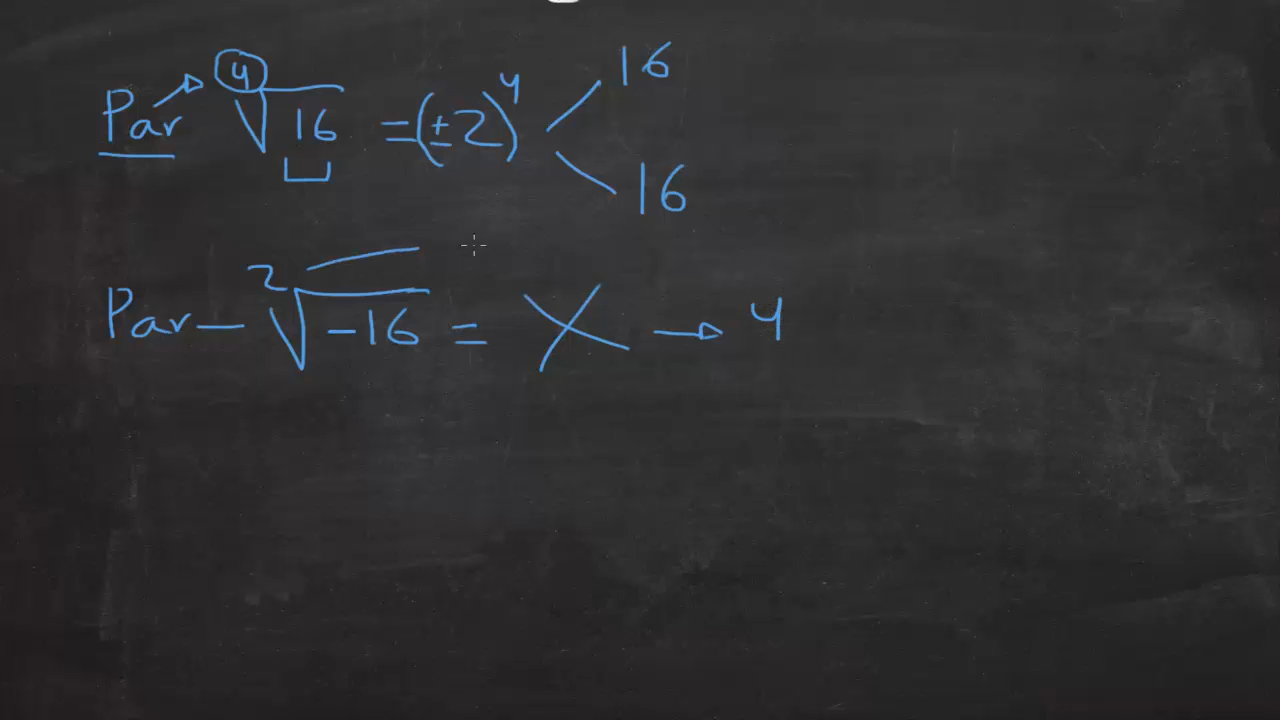 Par → ⁴√16 = (±2)⁴ < 16
16
Par — ²√-16 = X → 4